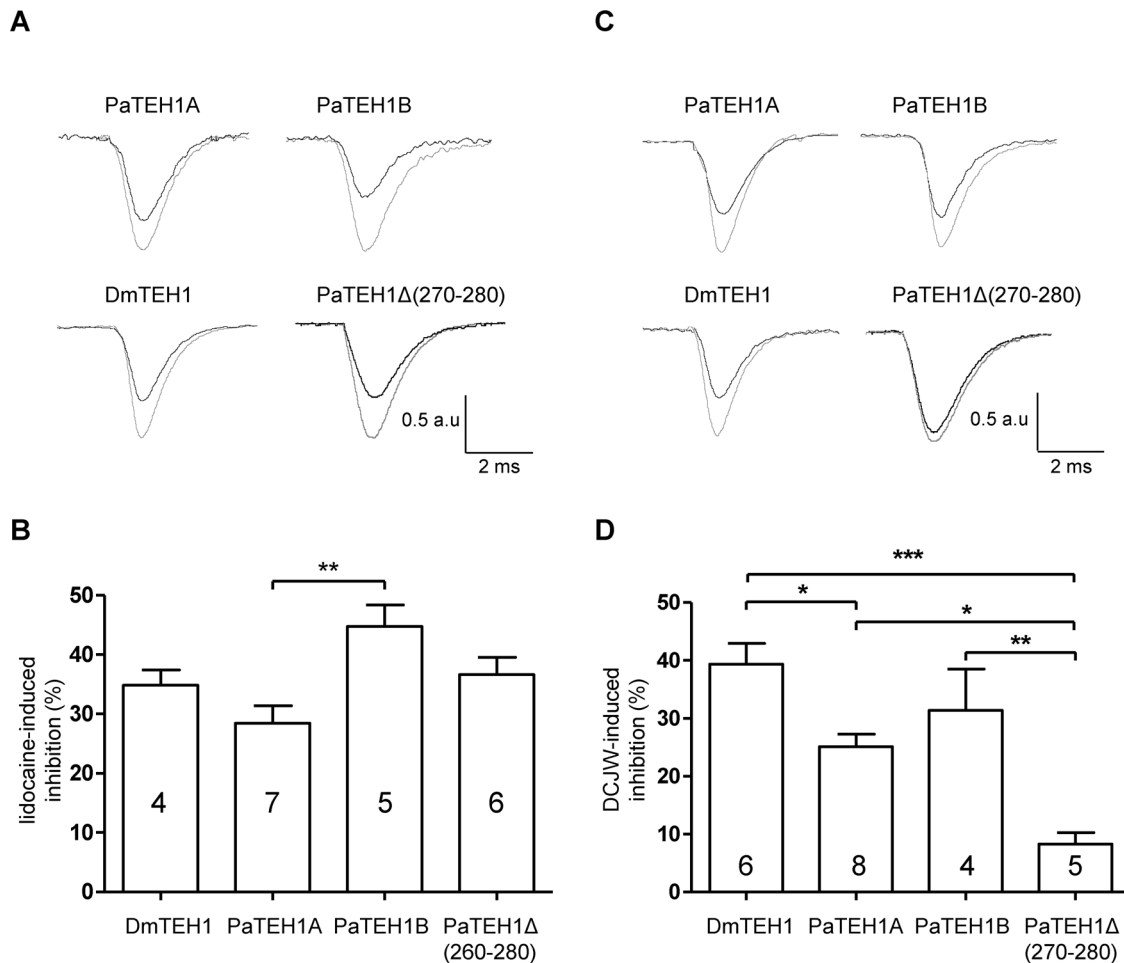 A
PaTEH1A PaTEH1B
DmTEH1 PaTEH1Δ(270-280)
0.5 a.u
2 ms
C
PaTEH1A PaTEH1B
DmTEH1 PaTEH1Δ(270-280)
0.5 a.u
2 ms
B
lidocaine-induced
inhibition (%)
50
40
30
20
10
0
**
4 7 5 6
DmTEH1 PaTEH1A PaTEH1B PaTEH1Δ
(260-280)
D
DCJW-induced
inhibition (%)
50
40
30
20
10
0
***
*
*
**
6 8 4 5
DmTEH1 PaTEH1A PaTEH1B PaTEH1Δ
(270-280)